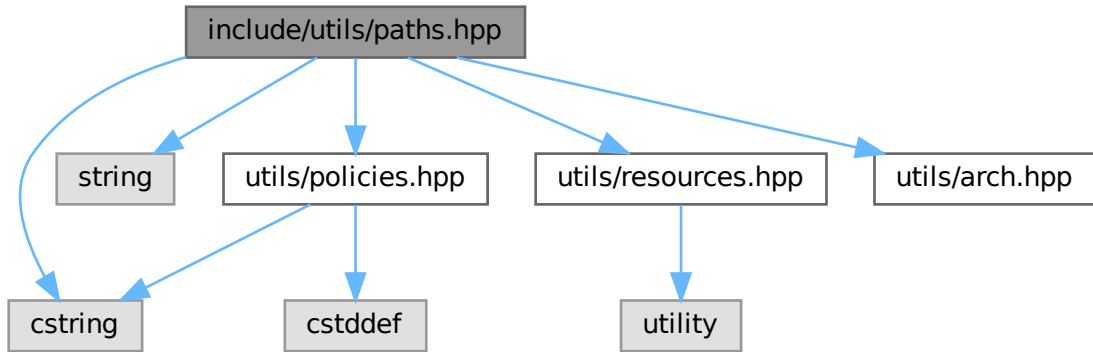 include/utils/paths.hpp
string
utils/policies.hpp
utils/resources.hpp
utils/arch.hpp
cstring
cstddef
utility